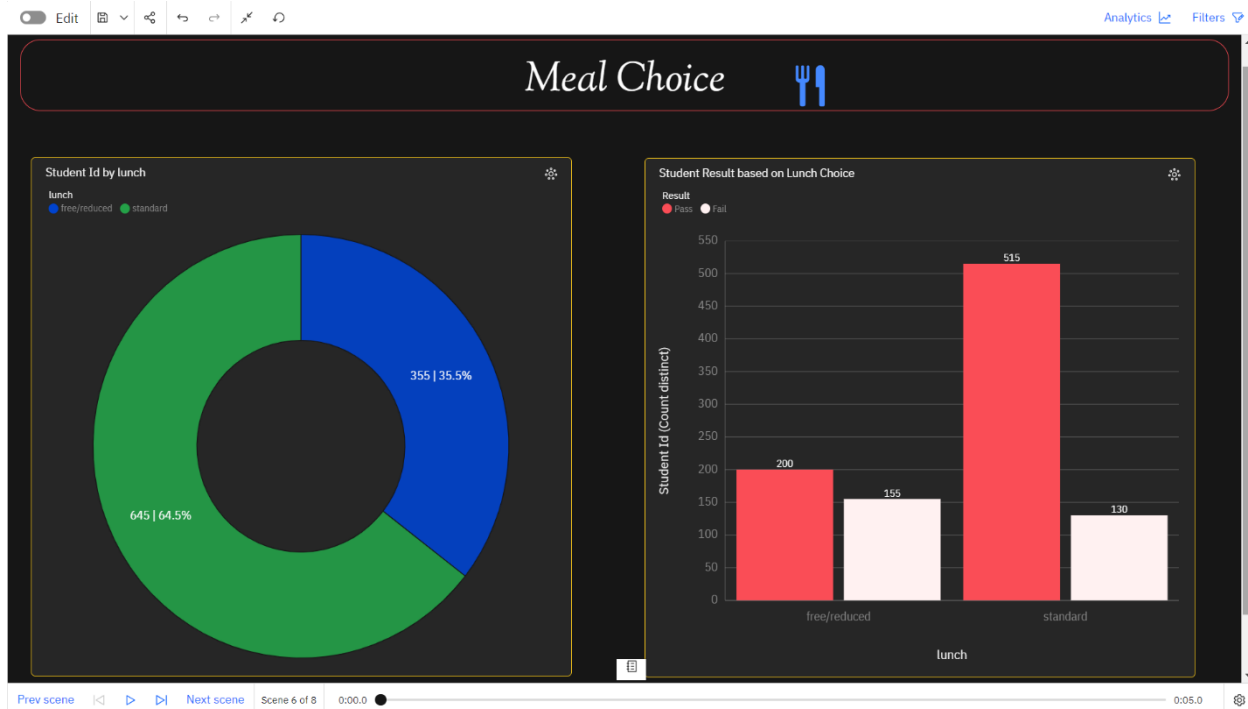 Edit
Analytics
Filters
Meal Choice
Student Id by lunch
lunch
free/reduced standard
355 | 35.5%
645 | 64.5%
Student Result based on Lunch Choice
Result
Pass Fail
Student Id (Count distinct)
550
500
450
400
350
300
250
200
150
100
50
0
200
155
515
130
free/reduced
standard
lunch
Prev scene
Next scene
Scene 6 of 8
0:00.0
0:05.0